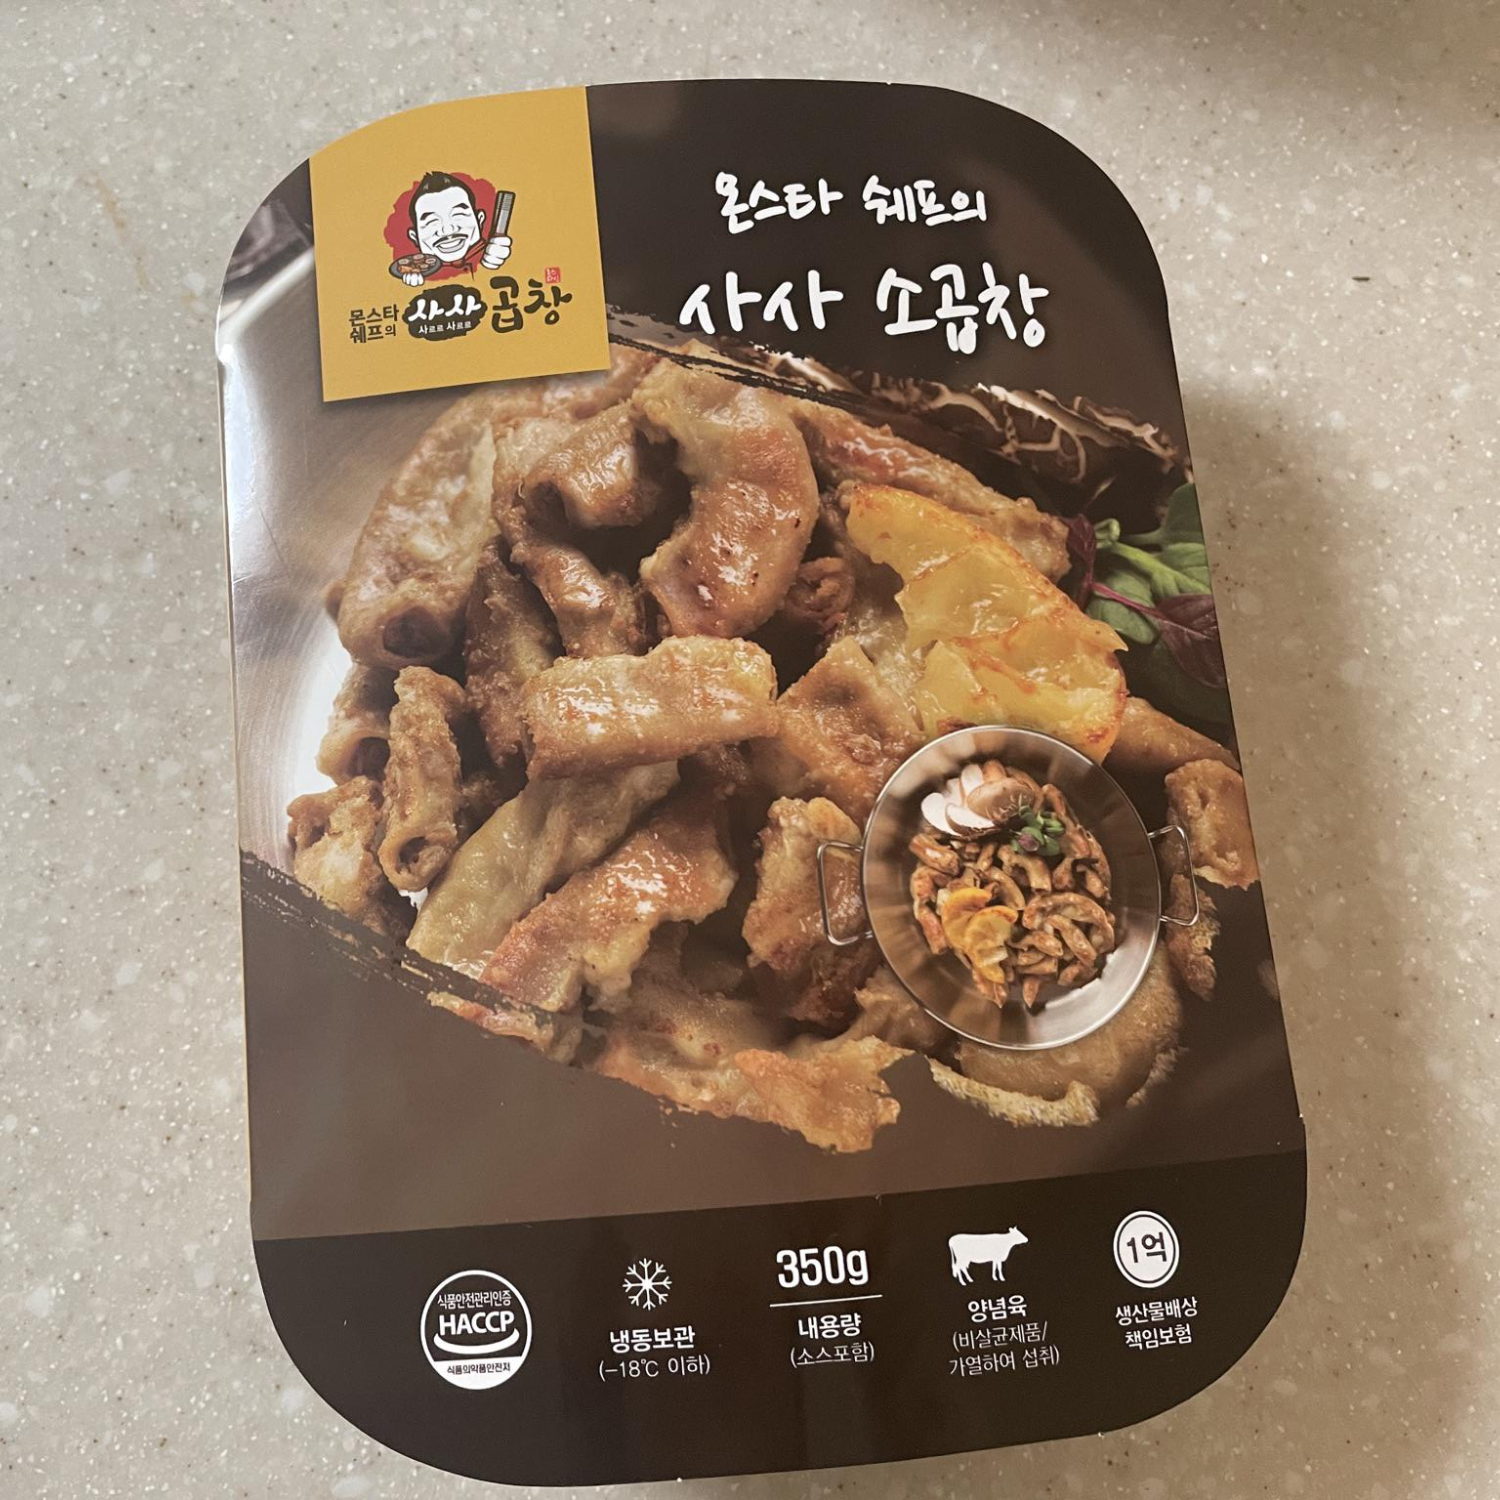 몬스타
쉐프의
사사
사르르 사르르
곱창
몬스타 쉐프의
사사 소곱창
식품안전관리인증
HACCP
식품의약품안전처
냉동보관
(-18℃ 이하)
350g
내용량
(소스포함)
양념육
(비살균제품/
가열하여 섭취)
1억
생산물배상
책임보험